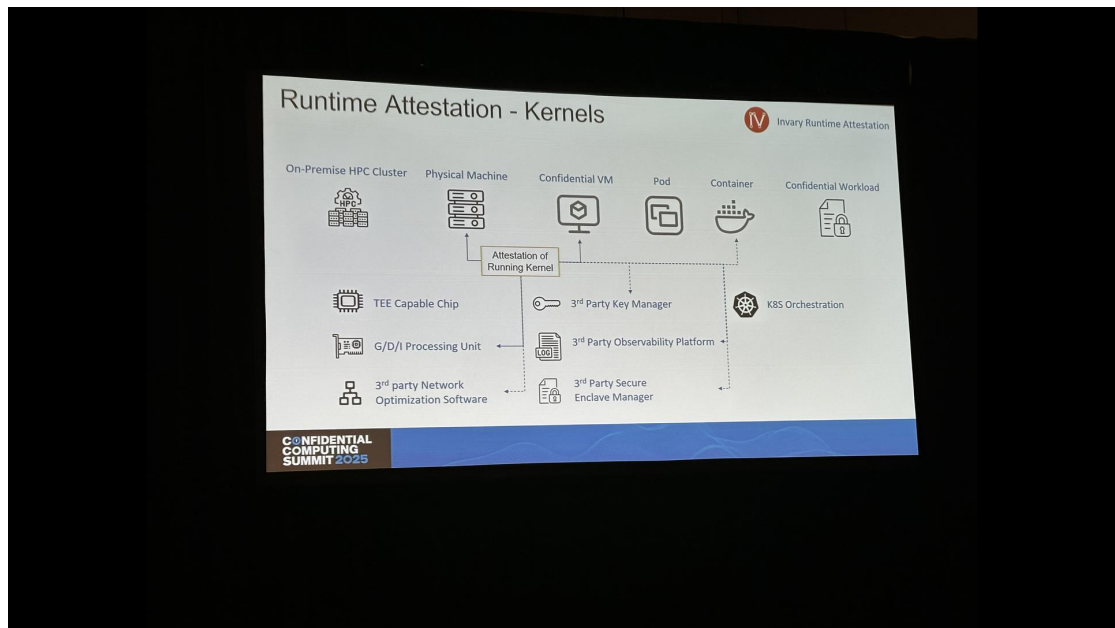 Runtime Attestation - Kernels
IV
Invary Runtime Attestation
On-Premise HPC Cluster
Physical Machine
Confidential VM
Pod
Container
Confidential Workload
HPC
Attestation of
Running Kernel
TEE Capable Chip
3rd Party Key Manager
K8S Orchestration
G/D/I Processing Unit
LOG
3rd Party Observability Platform
3rd party Network
Optimization Software
3rd Party Secure
Enclave Manager
CONFIDENTIAL
COMPUTING
SUMMIT 2025